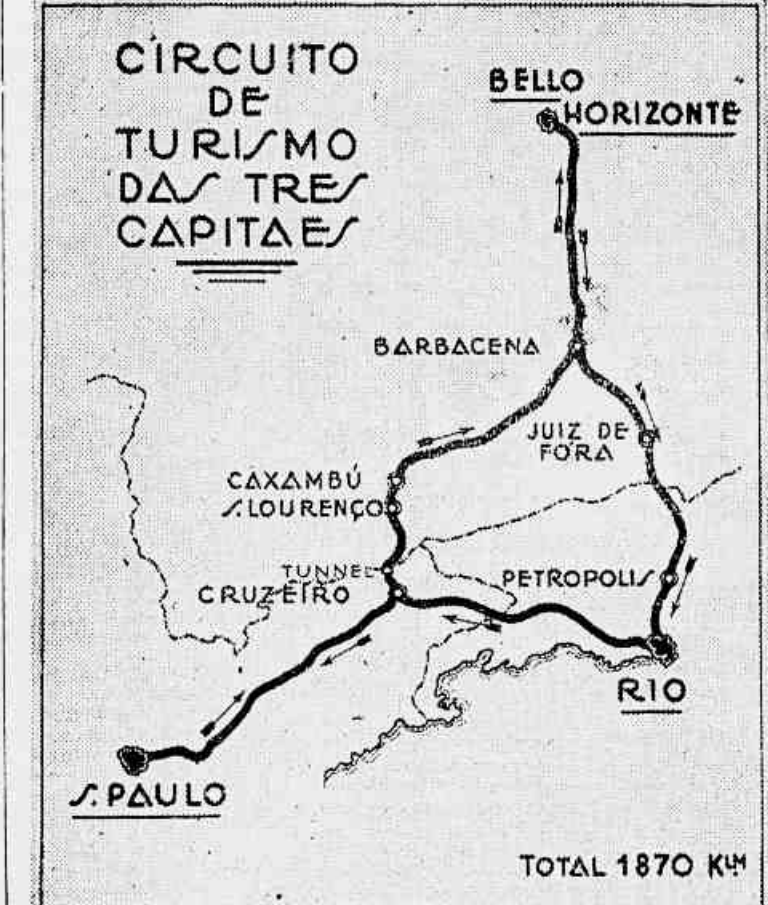 CIRCUITO
DE
TURISMO
DAS TRES
CAPITAES
BELLO
HORIZONTE
BARBACENA
JUIZ DE
FÓRA
CAXAMBÚ
S. LOURENÇO
TUNNEL
CRUZEIRO
PETROPOLIS
RIO
S. PAULO
TOTAL 1870 KLM